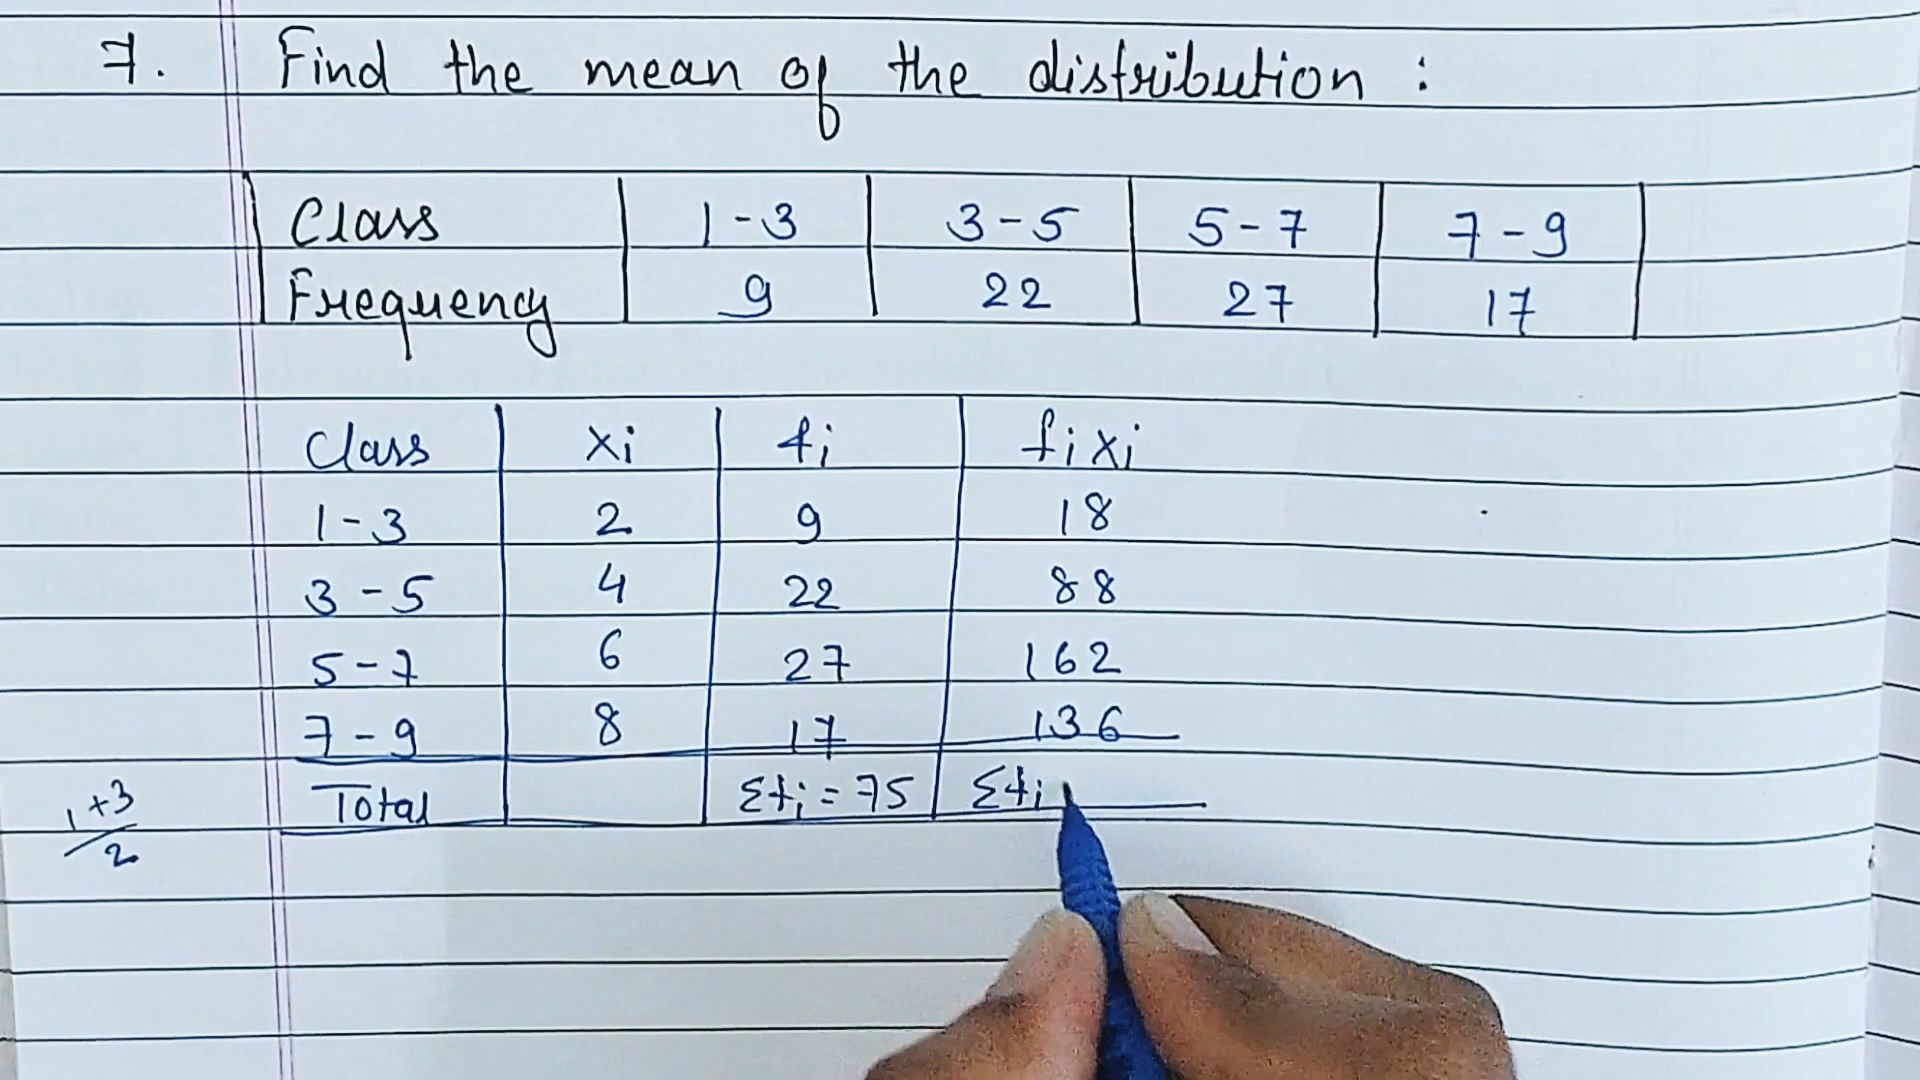 7. Find the mean of the distribution :
Class 1-3 3-5 5-7 7-9
Frequency 9 22 27 17
Class xi fi fixi
1-3 2 9 18
3-5 4 22 88
5-7 6 27 162
7-9 8 17 136
Total Σfi = 75 Σfi
1+3
2